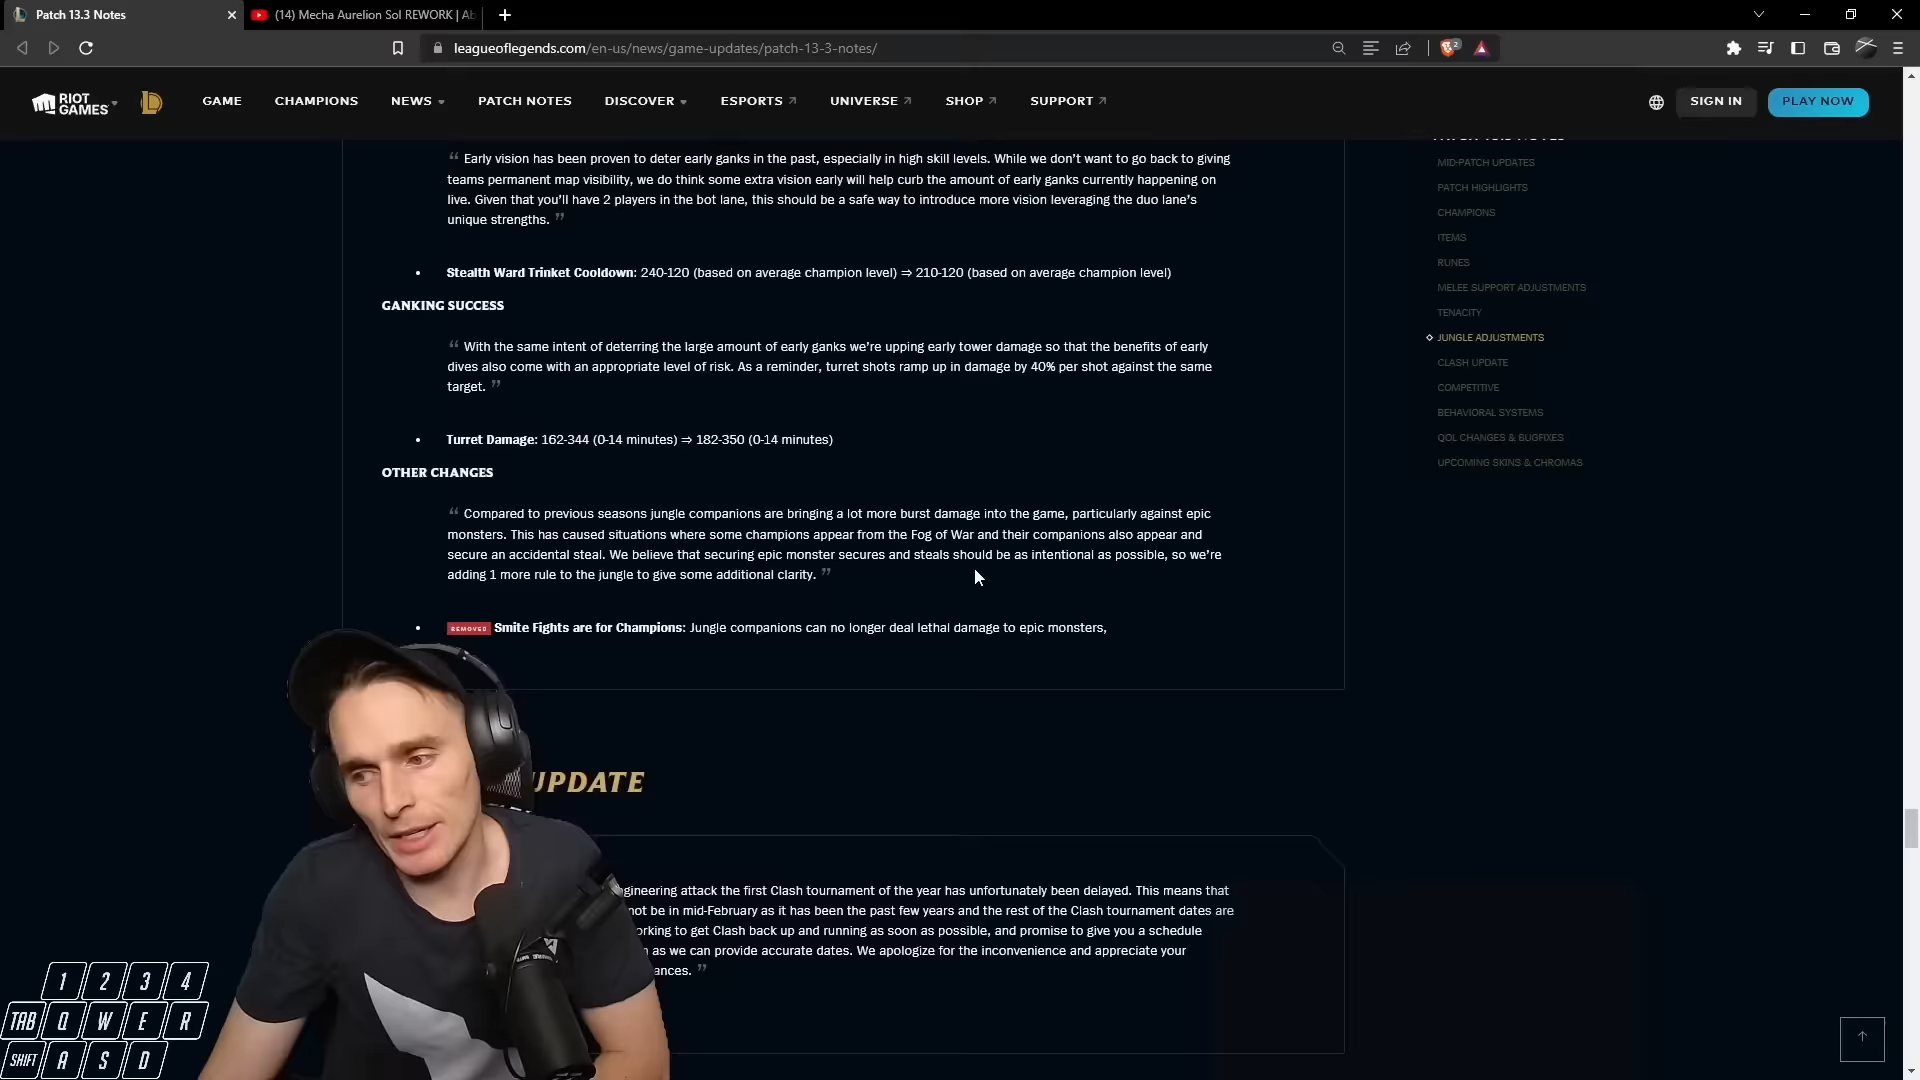 Patch 13.3 Notes
(14) Mecha Aurelion Sol REWORK | Ab
leagueoflegends.com/en-us/news/game-updates/patch-13-3-notes/
2
RIOT GAMES
GAME
CHAMPIONS
NEWS
PATCH NOTES
DISCOVER
ESPORTS
UNIVERSE
SHOP
SUPPORT
SIGN IN
PLAY NOW
“ Early vision has been proven to deter early ganks in the past, especially in high skill levels. While we don’t want to go back to giving
teams permanent map visibility, we do think some extra vision early will help curb the amount of early ganks currently happening on
live. Given that you’ll have 2 players in the bot lane, this should be a safe way to introduce more vision leveraging the duo lane’s
unique strengths. ”
• Stealth Ward Trinket Cooldown: 240-120 (based on average champion level) ⇒ 210-120 (based on average champion level)
GANKING SUCCESS
“ With the same intent of deterring the large amount of early ganks we’re upping early tower damage so that the benefits of early
dives also come with an appropriate level of risk. As a reminder, turret shots ramp up in damage by 40% per shot against the same
target. ”
• Turret Damage: 162-344 (0-14 minutes) ⇒ 182-350 (0-14 minutes)
OTHER CHANGES
“ Compared to previous seasons jungle companions are bringing a lot more burst damage into the game, particularly against epic
monsters. This has caused situations where some champions appear from the Fog of War and their companions also appear and
secure an accidental steal. We believe that securing epic monster secures and steals should be as intentional as possible, so we’re
adding 1 more rule to the jungle to give some additional clarity. ”
• REMOVED Smite Fights are for Champions: Jungle companions can no longer deal lethal damage to epic monsters,
UPDATE
gineering attack the first Clash tournament of the year has unfortunately been delayed. This means that
not be in mid-February as it has been the past few years and the rest of the Clash tournament dates are
orking to get Clash back up and running as soon as possible, and promise to give you a schedule
as we can provide accurate dates. We apologize for the inconvenience and appreciate your
ances. ”
MID-PATCH UPDATES
PATCH HIGHLIGHTS
CHAMPIONS
ITEMS
RUNES
MELEE SUPPORT ADJUSTMENTS
TENACITY
JUNGLE ADJUSTMENTS
CLASH UPDATE
COMPETITIVE
BEHAVIORAL SYSTEMS
QOL CHANGES & BUGFIXES
UPCOMING SKINS & CHROMAS
1 2 3 4
TAB Q W E R
SHIFT A S D